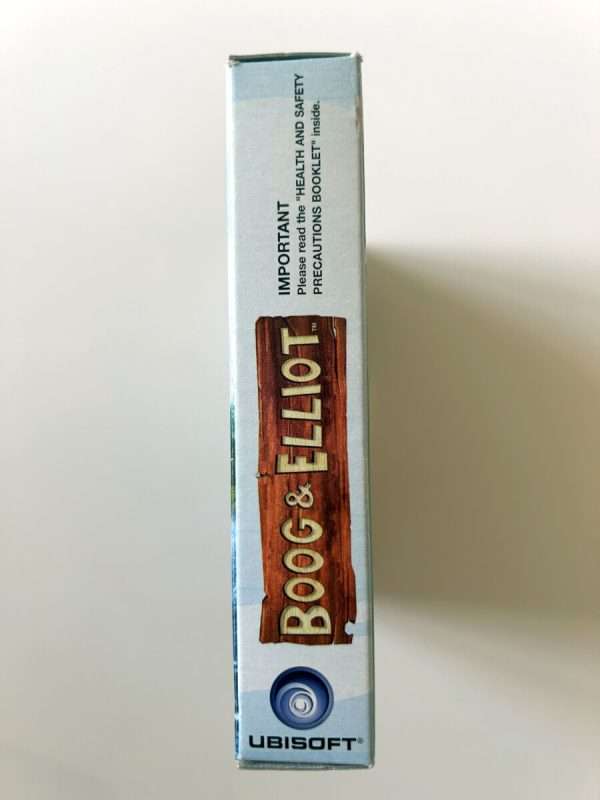 IMPORTANT
Please read the "HEALTH AND SAFETY
PRECAUTIONS BOOKLET" inside.
BOOG & ELLIOT™
UBISOFT®